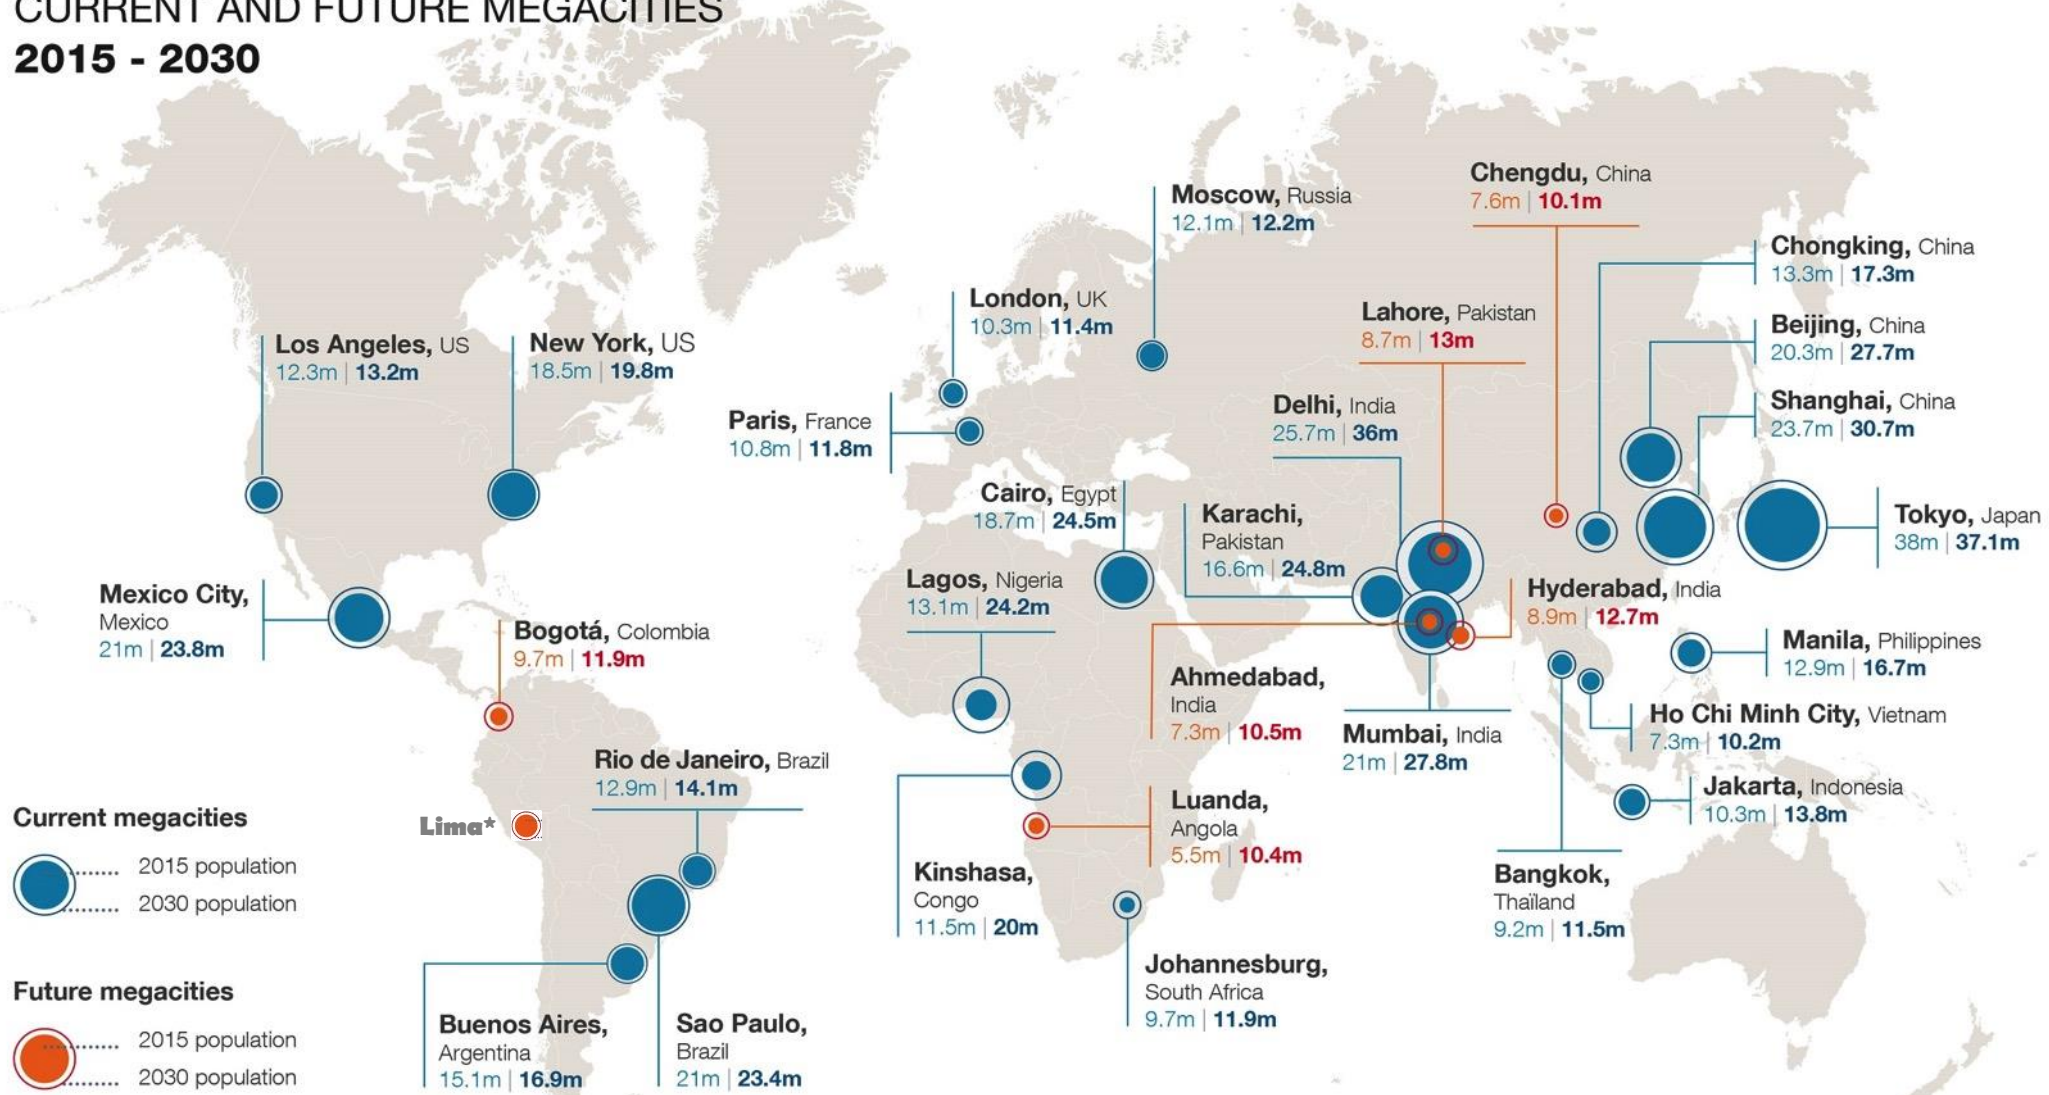 CURRENT AND FUTURE MEGACITIES
2015 - 2030
Moscow, Russia
12.1m | 12.2m
Chengdu, China
7.6m | 10.1m
Chongking, China
13.3m | 17.3m
London, UK
10.3m | 11.4m
Lahore, Pakistan
8.7m | 13m
Beijing, China
20.3m | 27.7m
Los Angeles, US
12.3m | 13.2m
New York, US
18.5m | 19.8m
Paris, France
10.8m | 11.8m
Delhi, India
25.7m | 36m
Shanghai, China
23.7m | 30.7m
Cairo, Egypt
18.7m | 24.5m
Karachi,
Pakistan
16.6m | 24.8m
Tokyo, Japan
38m | 37.1m
Mexico City,
Mexico
21m | 23.8m
Lagos, Nigeria
13.1m | 24.2m
Hyderabad, India
8.9m | 12.7m
Bogotá, Colombia
9.7m | 11.9m
Manila, Philippines
12.9m | 16.7m
Ahmedabad,
India
7.3m | 10.5m
Mumbai, India
21m | 27.8m
Ho Chi Minh City, Vietnam
7.3m | 10.2m
Rio de Janeiro, Brazil
12.9m | 14.1m
Jakarta, Indonesia
10.3m | 13.8m
Luanda,
Angola
5.5m | 10.4m
Lima*
Kinshasa,
Congo
11.5m | 20m
Bangkok,
Thaïland
9.2m | 11.5m
Johannesburg,
South Africa
9.7m | 11.9m
Buenos Aires,
Argentina
15.1m | 16.9m
Sao Paulo,
Brazil
21m | 23.4m
Current megacities
2015 population
2030 population
Future megacities
2015 population
2030 population